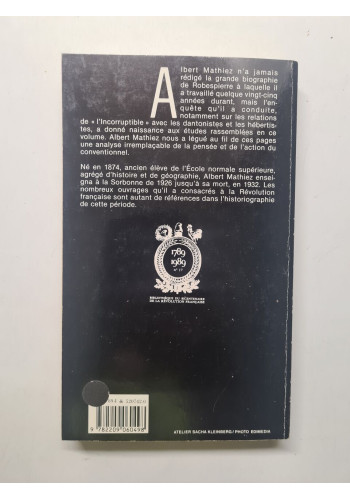 Albert Mathiez n'a jamais
rédigé la grande biographie
de Robespierre à laquelle il
a travaillé quelque vingt-cinq
années durant, mais l'en-
quête qu'il a conduite,
notamment sur les relations
de « l'Incorruptible » avec les dantonistes et les hébertis-
tes, a donné naissance aux études rassemblées en ce
volume. Albert Mathiez nous a légué au fil de ces pages
une analyse irremplaçable de la pensée et de l'action du
conventionnel.
Né en 1874, ancien élève de l'École normale supérieure,
agrégé d'histoire et de géographie, Albert Mathiez ensei-
gna à la Sorbonne de 1926 jusqu'à sa mort, en 1932. Les
nombreux ouvrages qu'il a consacrés à la Révolution
française sont autant de références dans l'historiographie
de cette période.
1789
1989
BIBLIOTHÈQUE DU BICENTENAIRE
DE LA RÉVOLUTION FRANÇAISE
9 782209 060498
ATELIER SACHA KLEINBERG / PHOTO EDIMEDIA